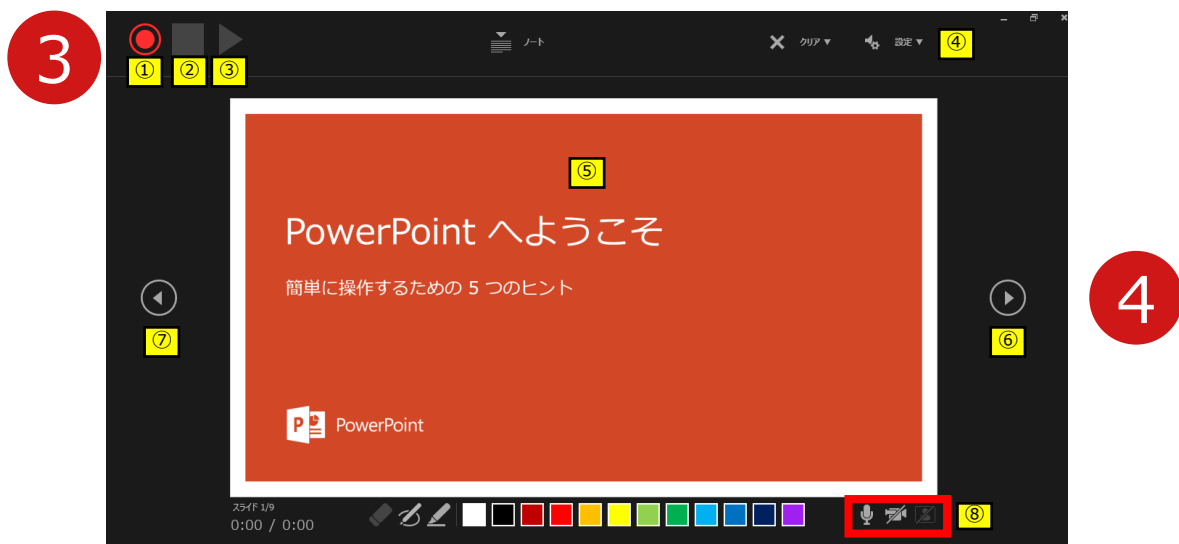 3
ノート
クリア▼
設定▼
④
①
②
③
⑤
PowerPoint へようこそ
簡単に操作するための 5 つのヒント
⑦
⑥
4
P
PowerPoint
スライド 1/9
0:00 / 0:00
⑧